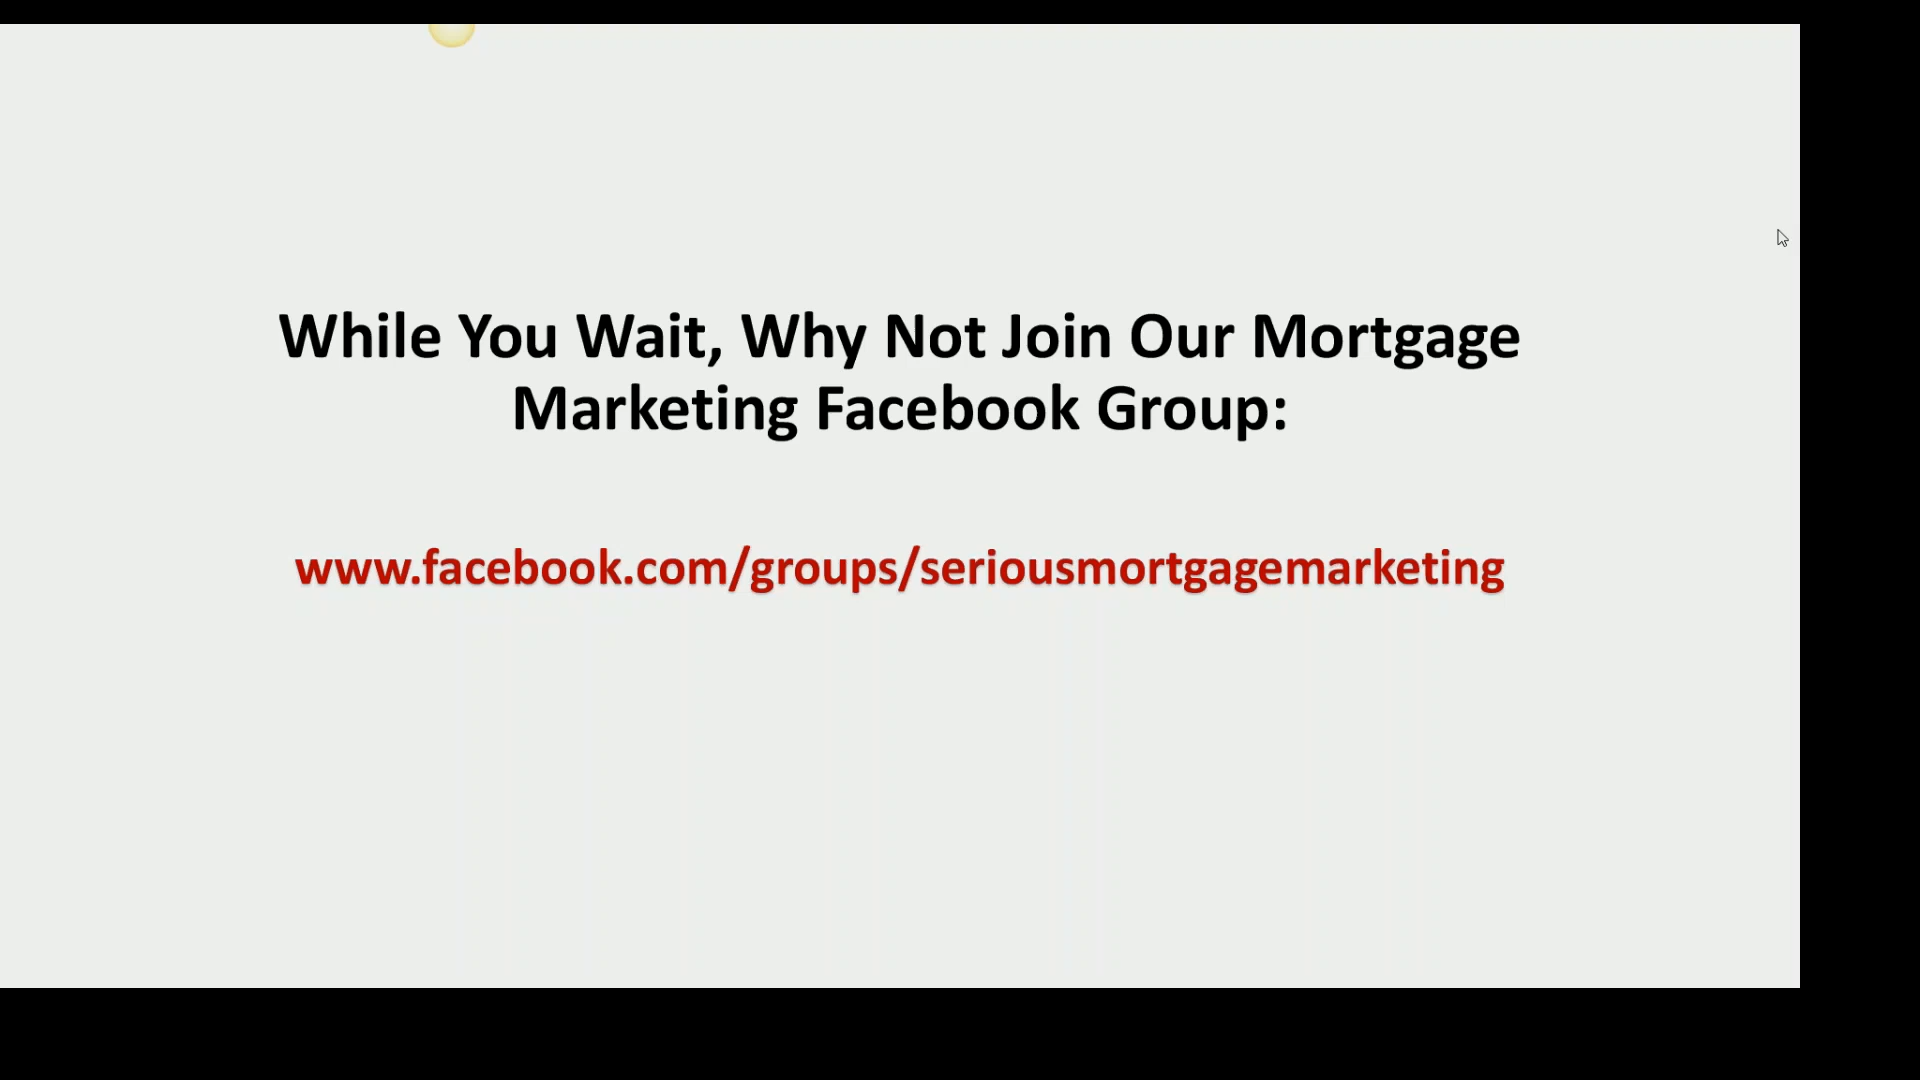 While You Wait, Why Not Join Our Mortgage
Marketing Facebook Group:
www.facebook.com/groups/seriousmortgagemarketing